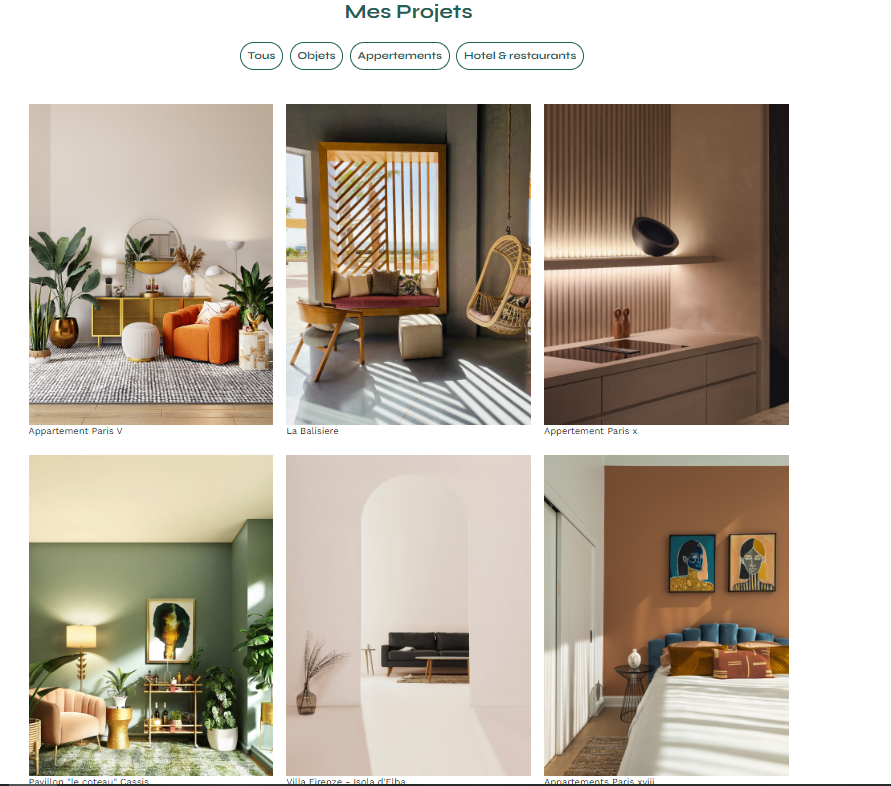 Mes Projets
Tous
Objets
Appertements
Hotel & restaurants
Appartement Paris V
La Balisiere
Appertement Paris x
Pavillon "le coteau" Cassis
Villa Firenze - Isola d'Elba
Appartements Paris xviii